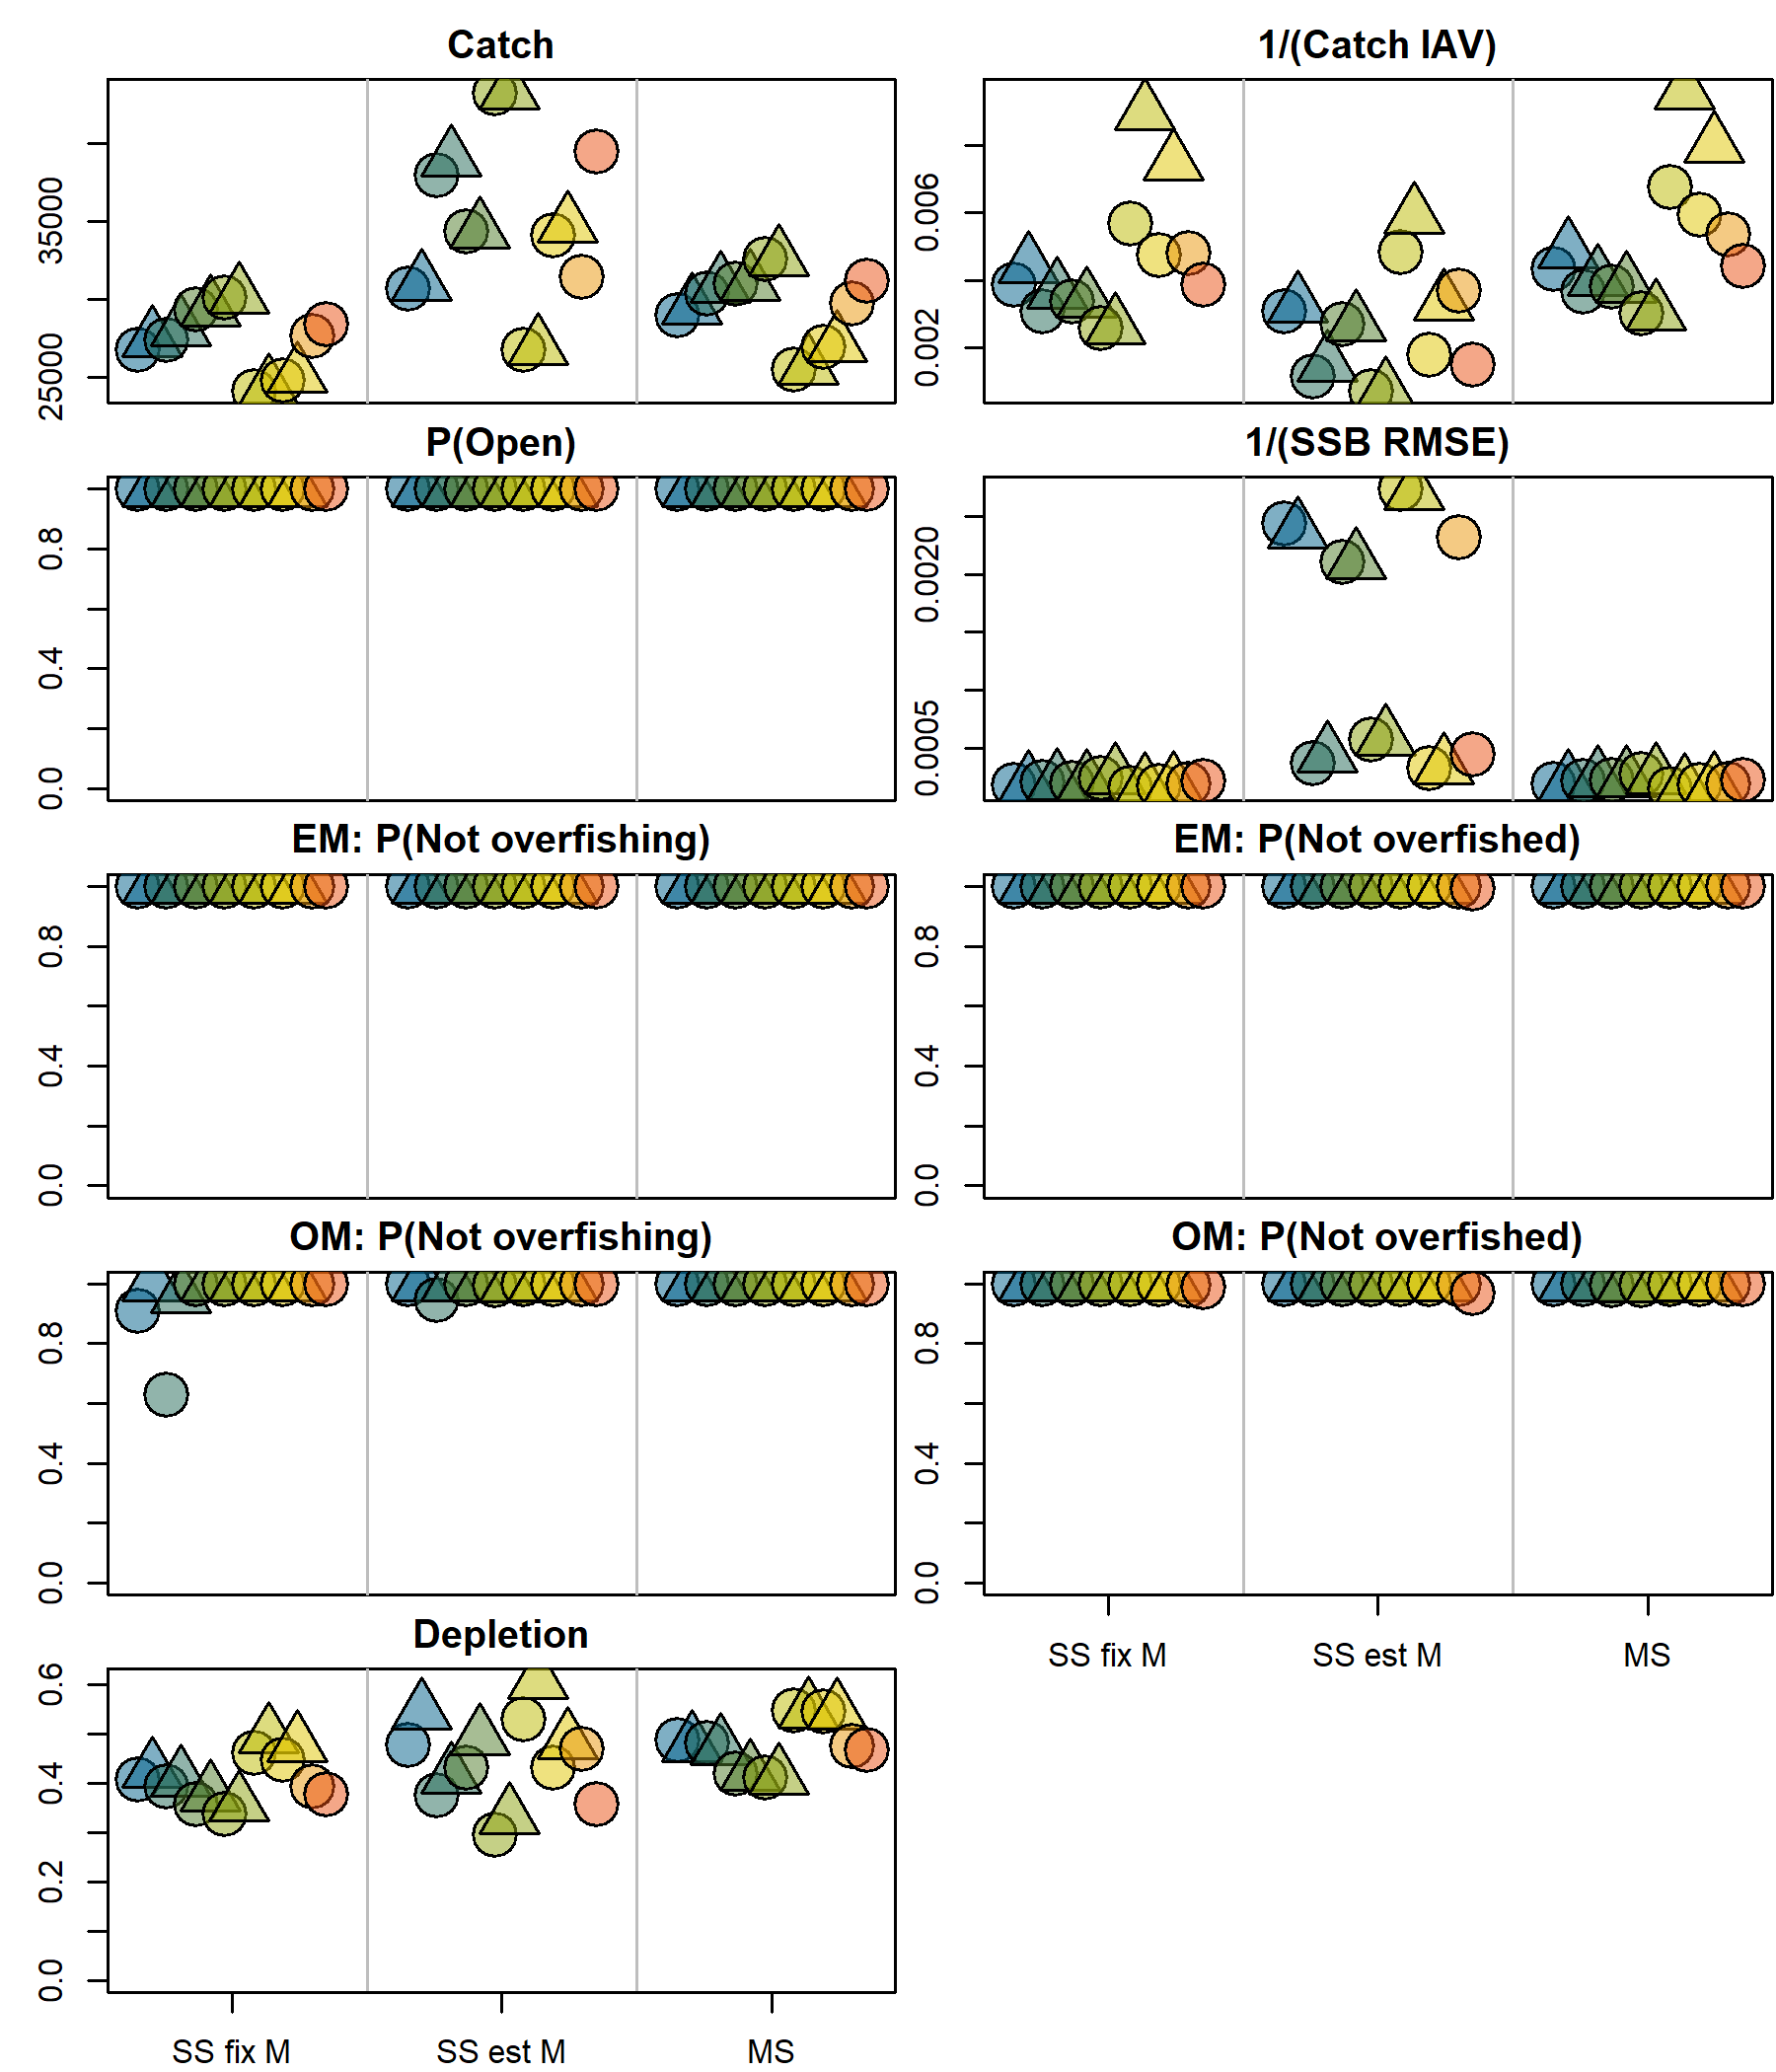 Catch
1/(Catch IAV)
25000 35000
0.002 0.006
P(Open)
1/(SSB RMSE)
0.0 0.4 0.8
0.0005 0.0020
EM: P(Not overfishing)
EM: P(Not overfished)
0.0 0.4 0.8
0.0 0.4 0.8
OM: P(Not overfishing)
OM: P(Not overfished)
0.0 0.4 0.8
0.0 0.4 0.8
SS fix M SS est M MS
Depletion
0.0 0.2 0.4 0.6
SS fix M SS est M MS